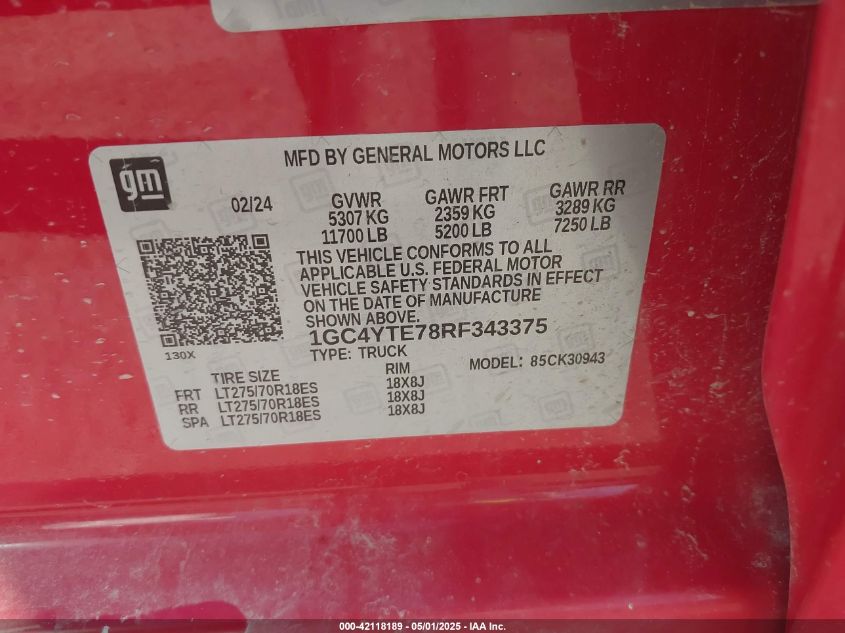 gm
MFD BY GENERAL MOTORS LLC
02/24
GVWR GAWR FRT GAWR RR
5307 KG 2359 KG 3289 KG
11700 LB 5200 LB 7250 LB
THIS VEHICLE CONFORMS TO ALL
APPLICABLE U.S. FEDERAL MOTOR
VEHICLE SAFETY STANDARDS IN EFFECT
ON THE DATE OF MANUFACTURE
SHOWN ABOVE.
1GC4YTE78RF343375
130X
TYPE: TRUCK MODEL: 85CK30943
TIRE SIZE RIM
FRT LT275/70R18ES 18X8J
RR LT275/70R18ES 18X8J
SPA LT275/70R18ES 18X8J
000-42118189 - 05/01/2025 - IAA Inc.